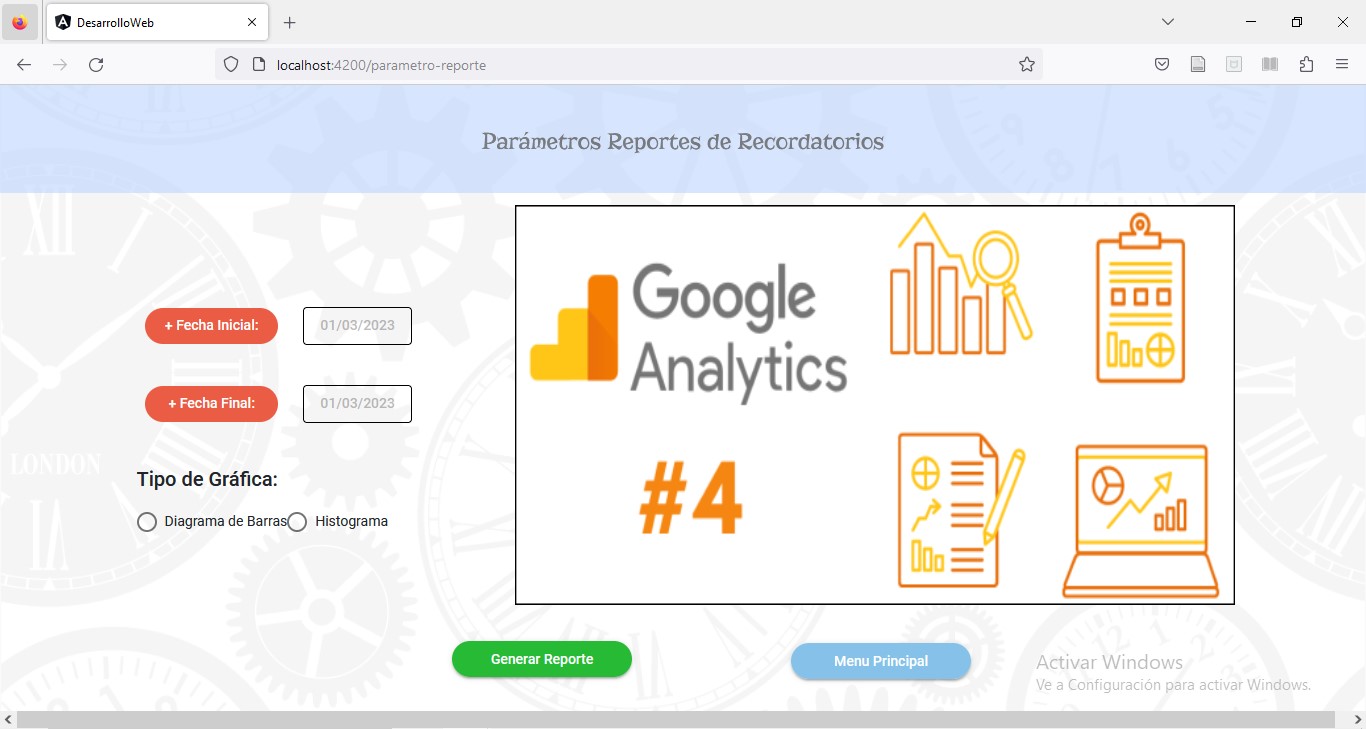 DesarrolloWeb
localhost:4200/parametro-reporte
Parámetros Reportes de Recordatorios
+ Fecha Inicial:
01/03/2023
+ Fecha Final:
01/03/2023
Tipo de Gráfica:
Diagrama de Barras
Histograma
Google
Analytics
#4
Generar Reporte
Menu Principal
Activar Windows
Ve a Configuración para activar Windows.
XII
LONDON